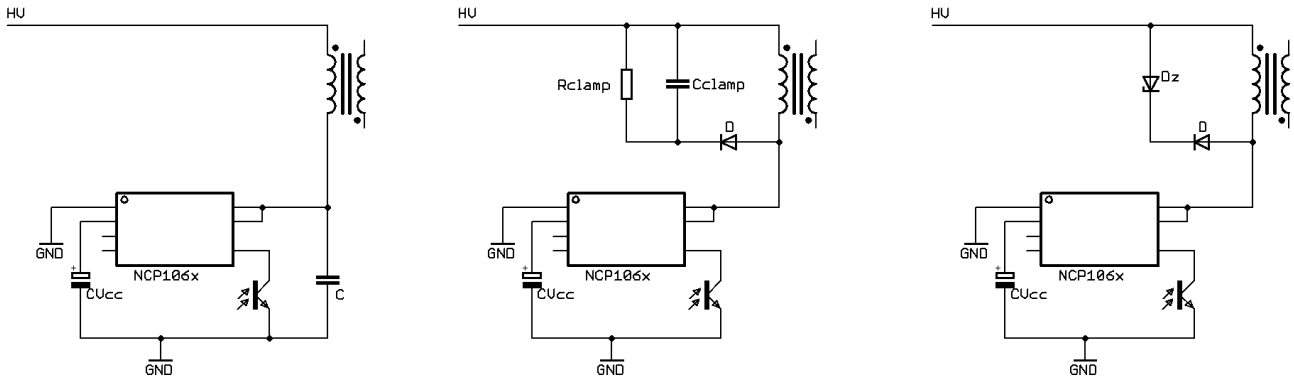 HV
HV
HV
Rclamp
Cclamp
Dz
D
D
GND
NCP106x
CVcc
C
GND
GND
NCP106x
CVcc
GND
GND
NCP106x
CVcc
GND